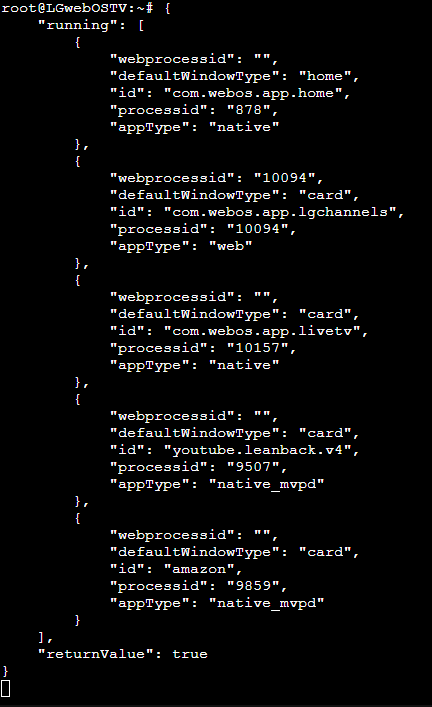 root@LGwebOSTV:~# {
    "running": [
        {
            "webprocessid": "",
            "defaultWindowType": "home",
            "id": "com.webos.app.home",
            "processid": "878",
            "appType": "native"
        },
        {
            "webprocessid": "10094",
            "defaultWindowType": "card",
            "id": "com.webos.app.lgchannels",
            "processid": "10094",
            "appType": "web"
        },
        {
            "webprocessid": "",
            "defaultWindowType": "card",
            "id": "com.webos.app.livetv",
            "processid": "10157",
            "appType": "native"
        },
        {
            "webprocessid": "",
            "defaultWindowType": "card",
            "id": "youtube.leanback.v4",
            "processid": "9507",
            "appType": "native_mvpd"
        },
        {
            "webprocessid": "",
            "defaultWindowType": "card",
            "id": "amazon",
            "processid": "9859",
            "appType": "native_mvpd"
        }
    ],
    "returnValue": true
}